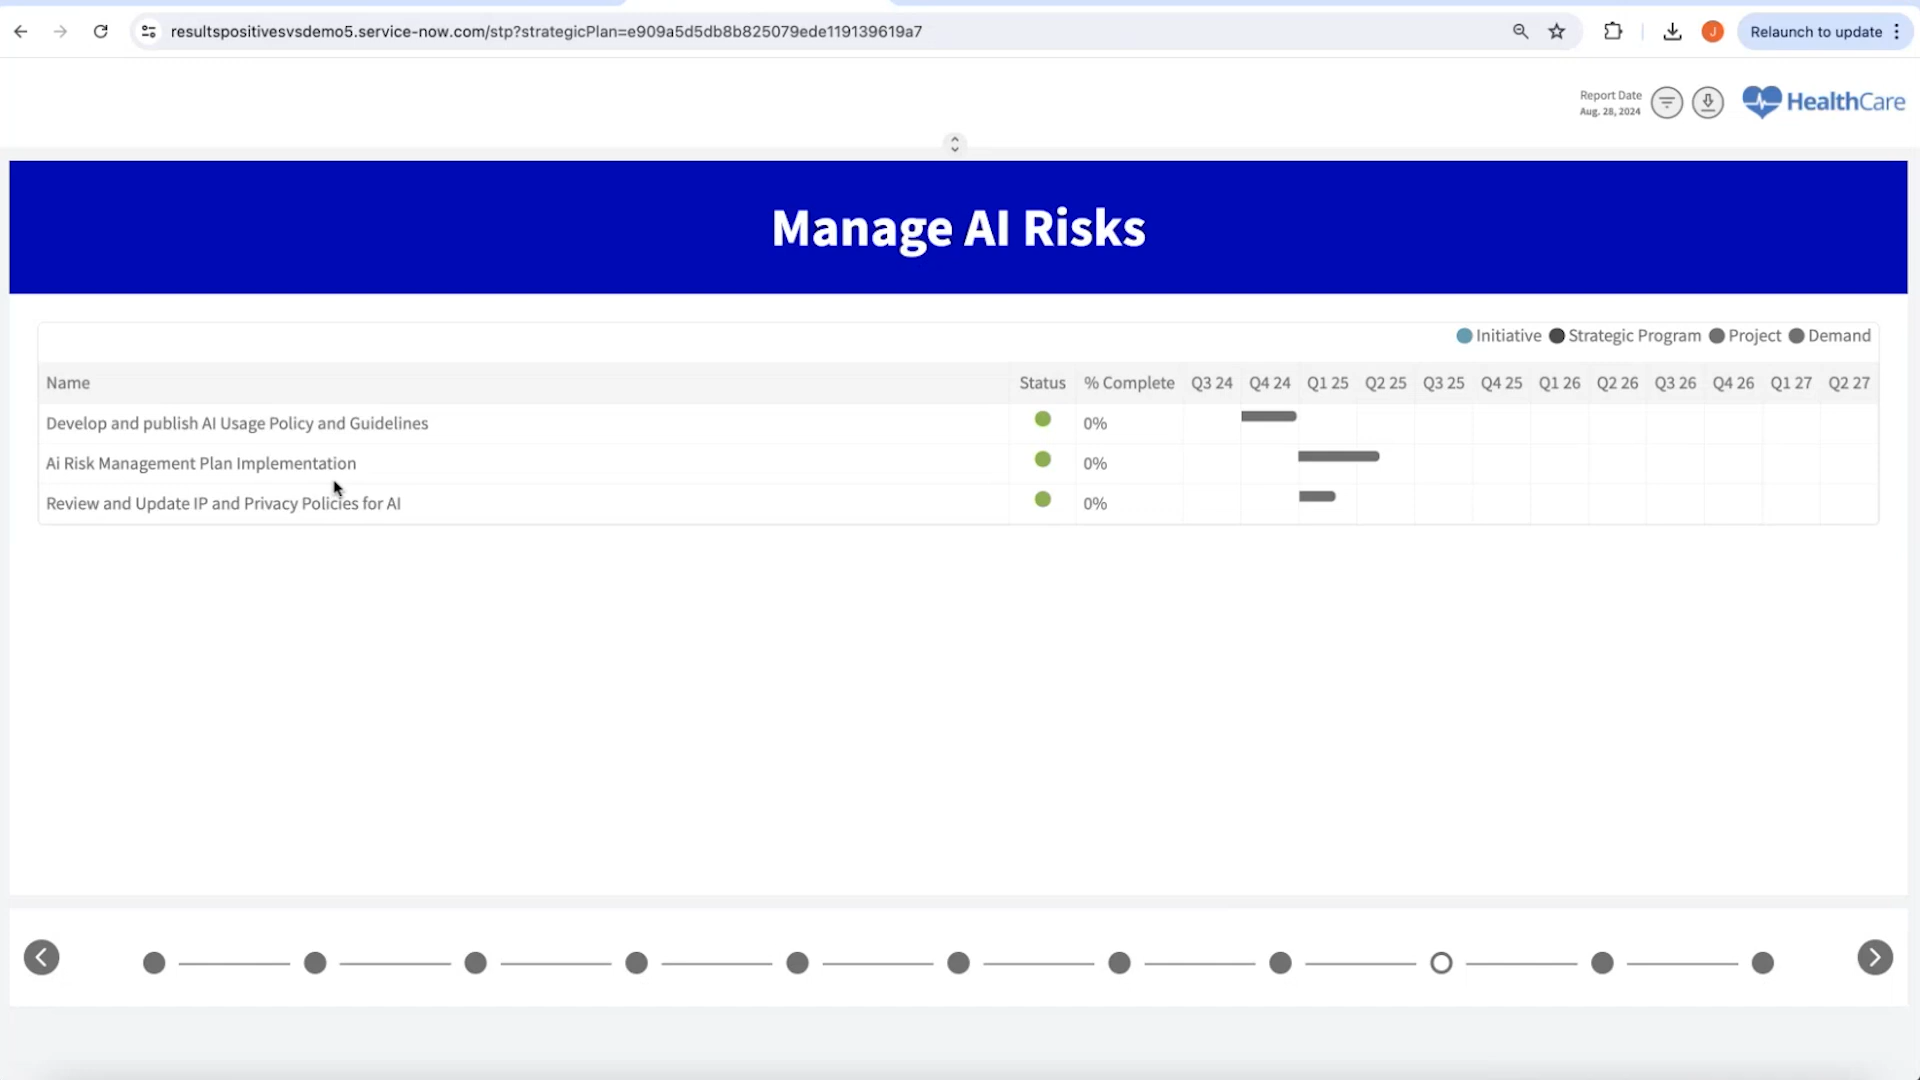 resultspositivesvsdemo5.service-now.com/stp?strategicPlan=e909a5d5db8b825079ede119139619a7
J
Relaunch to update
Report Date
Aug. 28, 2024
HealthCare
Manage AI Risks
Initiative Strategic Program Project Demand
Name Status % Complete Q3 24 Q4 24 Q1 25 Q2 25 Q3 25 Q4 25 Q1 26 Q2 26 Q3 26 Q4 26 Q1 27 Q2 27
Develop and publish AI Usage Policy and Guidelines 0%
Ai Risk Management Plan Implementation 0%
Review and Update IP and Privacy Policies for AI 0%